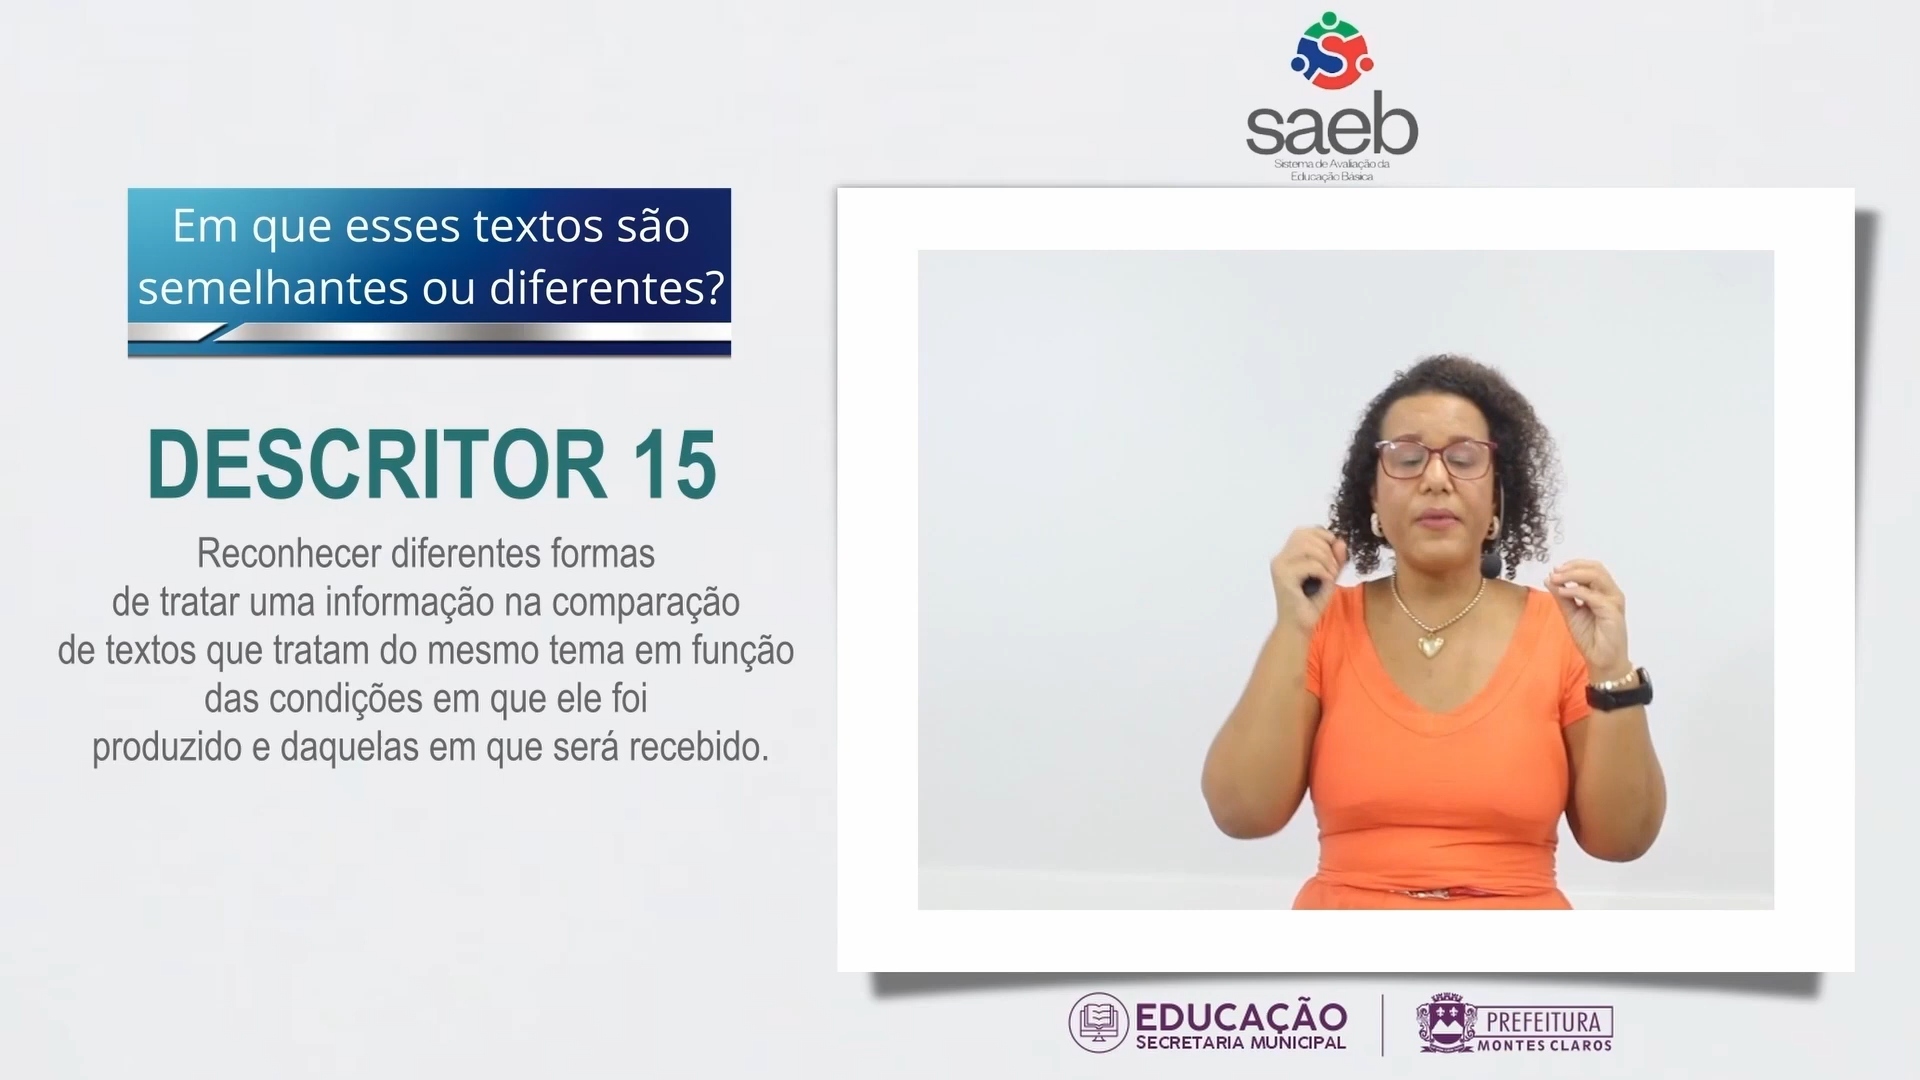 saeb
Sistema de Avaliação da
Educação Básica
Em que esses textos são
semelhantes ou diferentes?
DESCRITOR 15
Reconhecer diferentes formas
de tratar uma informação na comparação
de textos que tratam do mesmo tema em função
das condições em que ele foi
produzido e daquelas em que será recebido.
EDUCAÇÃO
SECRETARIA MUNICIPAL
PREFEITURA
MONTES CLAROS